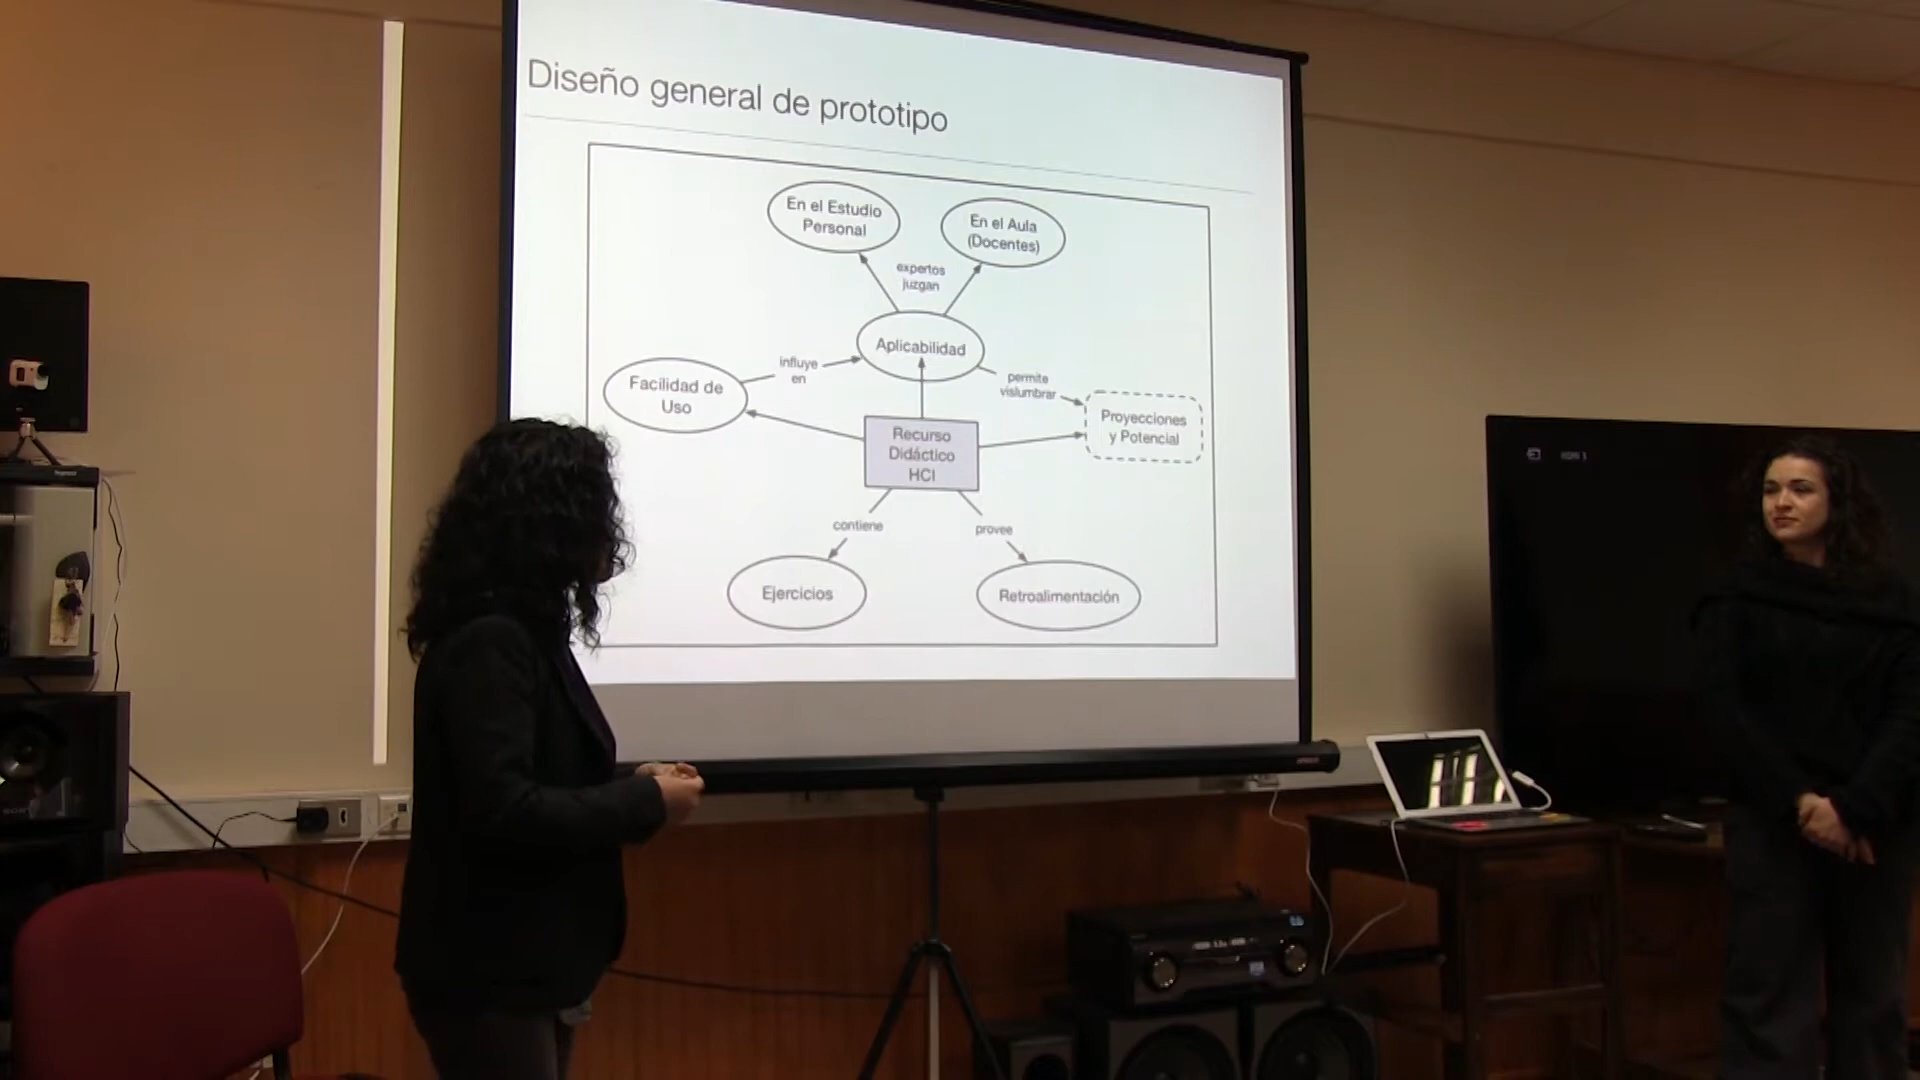 Diseño general de prototipo
En el Estudio
Personal
En el Aula
(Docentes)
expertos
juzgan
Aplicabilidad
influye
en
permite
vislumbrar
Facilidad de
Uso
Proyecciones
y Potencial
Recurso
Didáctico
HCI
contiene
provee
Ejercicios
Retroalimentación